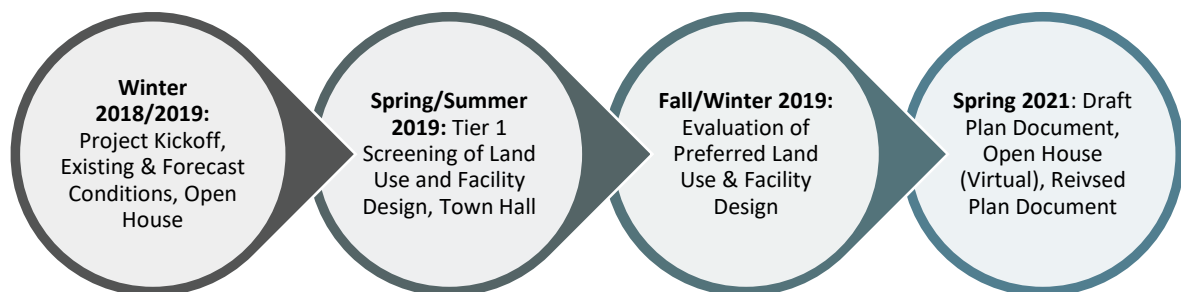 Winter
2018/2019:
Project Kickoff,
Existing & Forecast
Conditions, Open
House
Spring/Summer
2019: Tier 1
Screening of Land
Use and Facility
Design, Town Hall
Fall/Winter 2019:
Evaluation of
Preferred Land
Use & Facility
Design
Spring 2021: Draft
Plan Document,
Open House
(Virtual), Reivsed
Plan Document